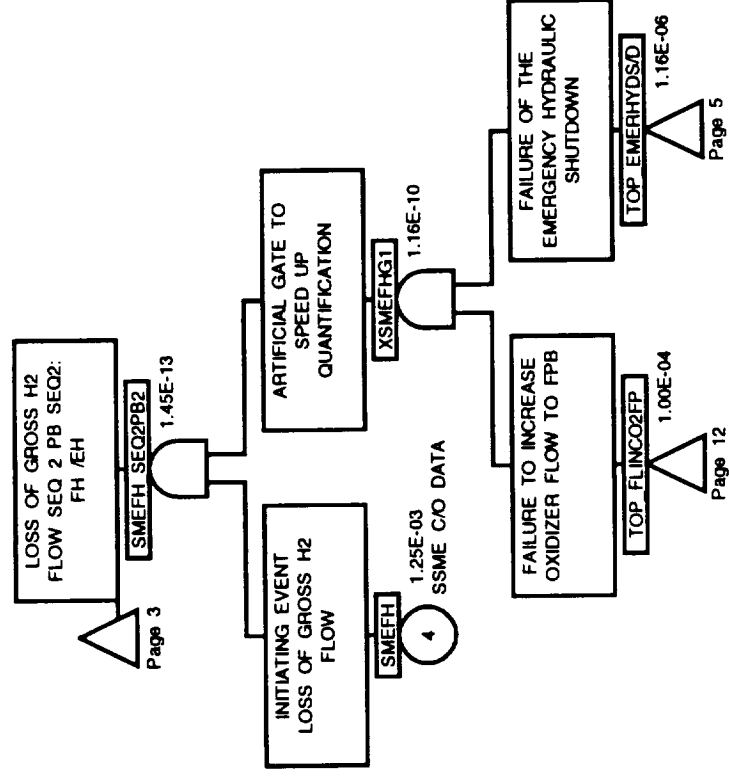 LOSS OF GROSS H2
FLOW SEQ 2 PB SEQ2:
FH /EH
SMEFH SEQ2PB2
1.45E-13
Page 3
INITIATING EVENT
LOSS OF GROSS H2
FLOW
SMEFH
4
1.25E-03
SSME C/O DATA
ARTIFICIAL GATE TO
SPEED UP
QUANTIFICATION
XSMEFHG1
1.16E-10
FAILURE TO INCREASE
OXIDIZER FLOW TO FPB
TOP FLINCO2FP
1.00E-04
Page 12
FAILURE OF THE
EMERGENCY HYDRAULIC
SHUTDOWN
TOP EMERHYDS/D
1.16E-06
Page 5